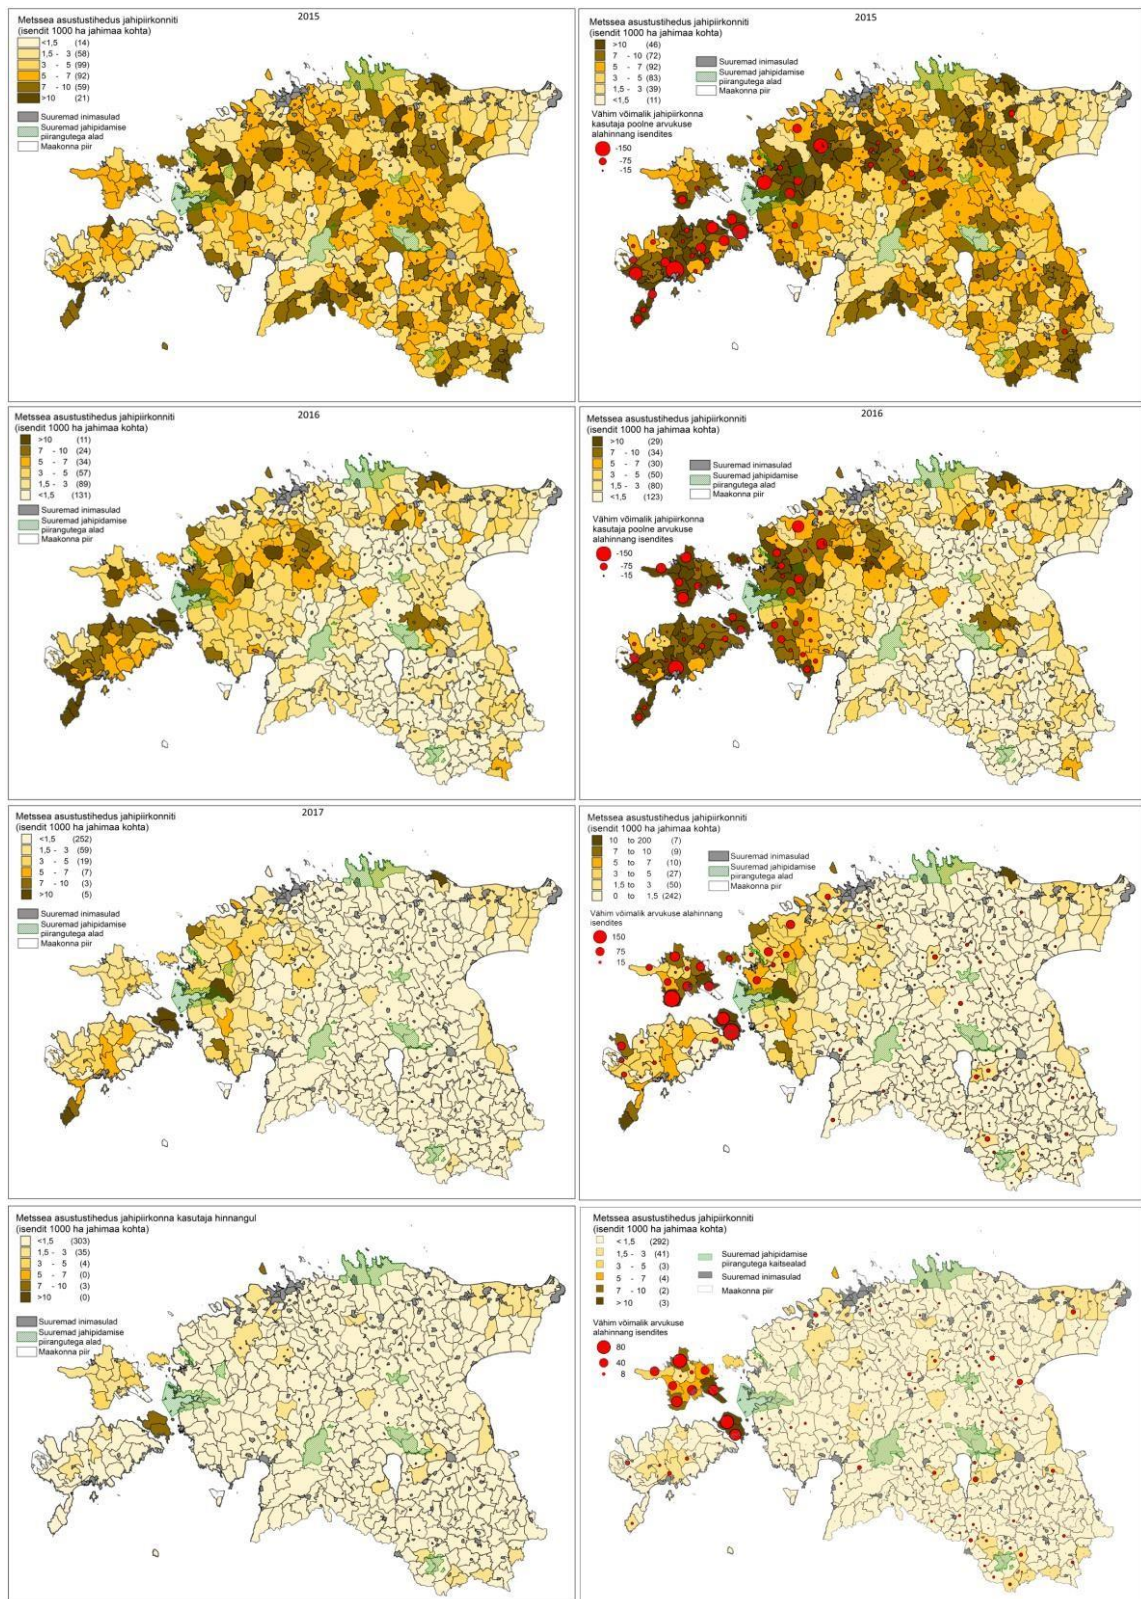 2015
Metssea asustustihedus jahipiirkonniti
(isendit 1000 ha jahimaa kohta)
<1,5 (14)
1,5 - 3 (58)
3 - 5 (99)
5 - 7 (92)
7 - 10 (59)
>10 (21)
Suuremad inimasulad
Suuremad jahipidamise
piirangutega alad
Maakonna piir
2015
Metssea asustustihedus jahipiirkonniti
(isendit 1000 ha jahimaa kohta)
>10 (46)
7 - 10 (72)
5 - 7 (92)
3 - 5 (83)
1,5 - 3 (39)
<1,5 (11)
Suuremad inimasulad
Suuremad jahipidamise
piirangutega alad
Maakonna piir
Vähim võimalik jahipiirkonna
kasutaja poolne arvukuse
alahinnang isendites
-150
-75
-15
2016
Metssea asustustihedus jahipiirkonniti
(isendit 1000 ha jahimaa kohta)
>10 (11)
7 - 10 (24)
5 - 7 (34)
3 - 5 (57)
1,5 - 3 (89)
<1,5 (131)
Suuremad inimasulad
Suuremad jahipidamise
piirangutega alad
Maakonna piir
2016
Metssea asustustihedus jahipiirkonniti
(isendit 1000 ha jahimaa kohta)
>10 (29)
7 - 10 (34)
5 - 7 (30)
3 - 5 (50)
1,5 - 3 (80)
<1,5 (123)
Suuremad inimasulad
Suuremad jahipidamise
piirangutega alad
Maakonna piir
Vähim võimalik jahipiirkonna
kasutaja poolne arvukuse
alahinnang isendites
-150
-75
-15
2017
Metssea asustustihedus jahipiirkonniti
(isendit 1000 ha jahimaa kohta)
<1,5 (252)
1,5 - 3 (59)
3 - 5 (19)
5 - 7 (7)
7 - 10 (3)
>10 (5)
Suuremad inimasulad
Suuremad jahipidamise
piirangutega alad
Maakonna piir
Metssea asustustihedus jahipiirkonniti
(isendit 1000 ha jahimaa kohta)
10 to 200 (7)
7 to 10 (9)
5 to 7 (10)
3 to 5 (27)
1,5 to 3 (50)
0 to 1,5 (242)
Suuremad inimasulad
Suuremad jahipidamise
piirangutega alad
Maakonna piir
Vähim võimalik arvukuse alahinnang
isendites
150
75
15
Metssea asustustihedus jahipiirkonna kasutaja hinnangul
(isendit 1000 ha jahimaa kohta)
<1,5 (303)
1,5 - 3 (35)
3 - 5 (4)
5 - 7 (0)
7 - 10 (3)
>10 (0)
Suuremad inimasulad
Suuremad jahipidamise
piirangutega alad
Maakonna piir
Metssea asustustihedus jahipiirkonniti
(isendit 1000 ha jahimaa kohta)
< 1,5 (292)
1,5 - 3 (41)
3 - 5 (3)
5 - 7 (4)
7 - 10 (2)
> 10 (3)
Suuremad jahipidamise
piirangutega kaitsealad
Suuremad inimasulad
Maakonna piir
Vähim võimalik arvukuse
alahinnang isendites
80
40
8